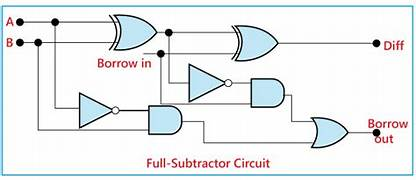 A
B
Borrow in
Diff
Borrow
out
Full-Subtractor Circuit